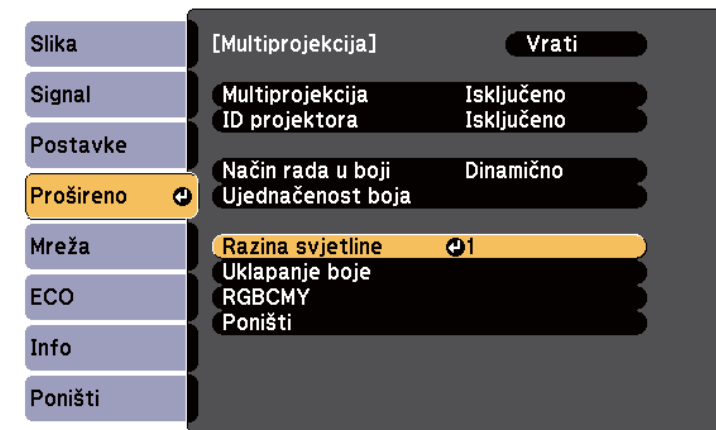 Slika
Signal
Postavke
Prošireno
Mreža
ECO
Info
Poništi
[Multiprojekcija] Vrati
Multiprojekcija Isključeno
ID projektora Isključeno
Način rada u boji Dinamično
Ujednačenost boja
Razina svjetline 1
Uklapanje boje
RGBCMY
Poništi